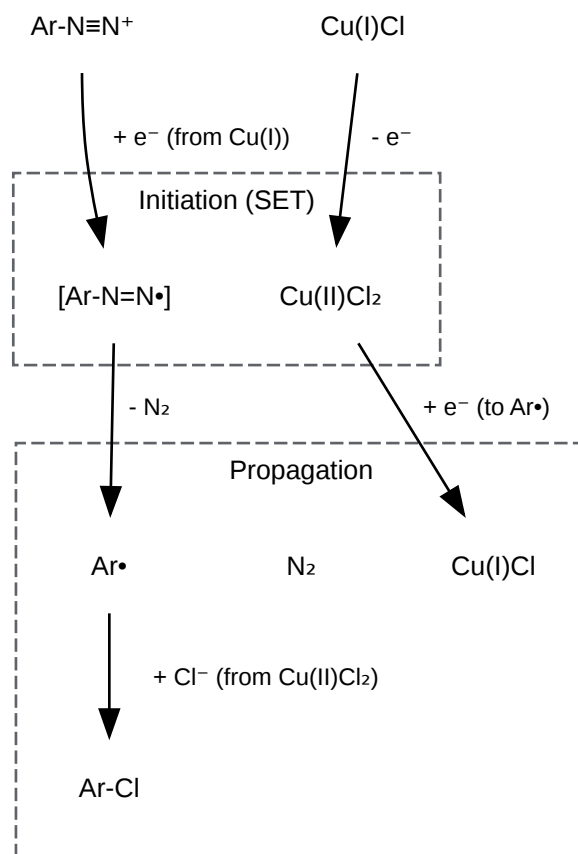 Ar-N≡N⁺ Cu(I)Cl
+ e⁻ (from Cu(I)) - e⁻
Initiation (SET)
[Ar-N=N•] Cu(II)Cl₂
- N₂ + e⁻ (to Ar•)
Propagation
Ar• N₂ Cu(I)Cl
+ Cl⁻ (from Cu(II)Cl₂)
Ar-Cl